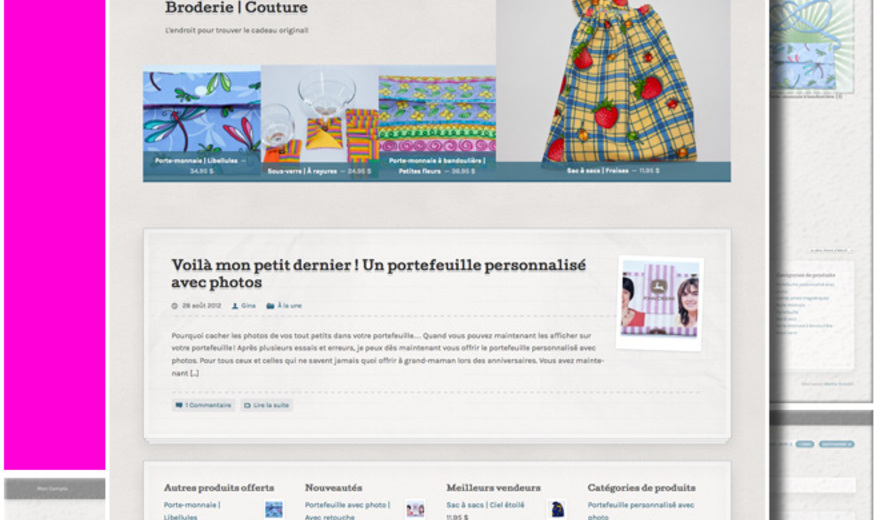 Broderie | Couture
L'endroit pour trouver le cadeau original!
Porte-monnaie | Libellules —
34.95 $
Sous-verre | À rayures — 24.95 $
Porte-monnaie à bandoulière |
Petites fleurs — 36.95 $
Sac à sacs | Fraises — 11.95 $
Voilà mon petit dernier ! Un portefeuille personnalisé
avec photos
28 août 2012 Gina À la une
Pourquoi cacher les photos de vos tout petits dans votre portefeuille.... Quand vous pouvez maintenant les afficher sur
votre portefeuille! Après plusieurs essais et erreurs, je peux dès maintenant vous offrir le portefeuille personnalisé avec
photos. Pour tous ceux et celles qui ne savent jamais quoi offrir à grand-maman lors des anniversaires. Vous avez mainte-
nant [...]
1 Commentaire Lire la suite
Autres produits offerts
Porte-monnaie |
Libellules
Nouveautés
Portefeuille avec photo |
Avec retouche
Meilleurs vendeurs
Sac à sacs | Ciel étoilé
11.95 $
Catégories de produits
Portefeuille personnalisé avec
photo
Mon Compte
Catégories de produits